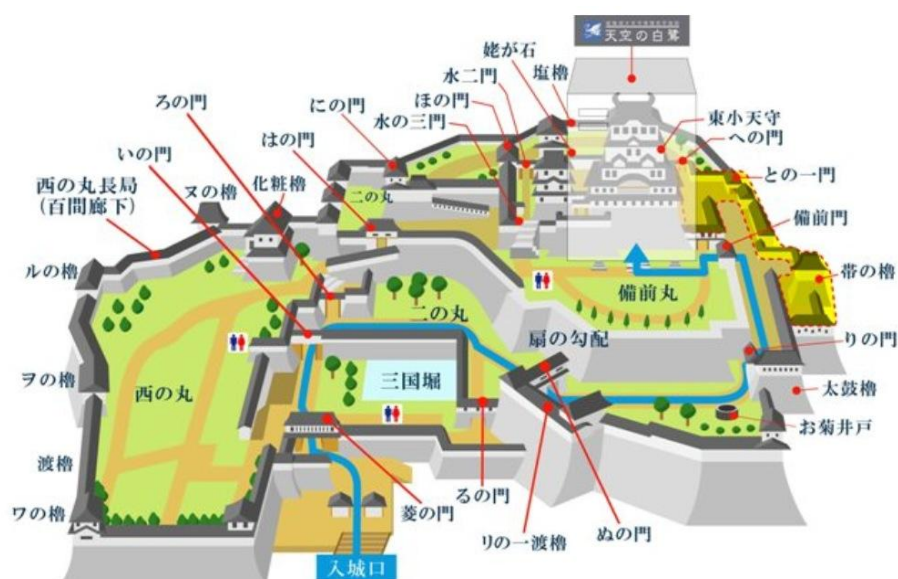 天空の白鷺
姥が石
塩櫓
水二門
ほの門
水の三門
東小天守
への門
との一門
備前門
帯の櫓
ろの門
にの門
いの門
はの門
西の丸長局
(百間廊下)
ヌの櫓
化粧櫓
二の丸
ルの櫓
備前丸
二の丸
扇の勾配
りの門
太鼓櫓
お菊井戸
ヲの櫓
西の丸
三国堀
渡櫓
ワの櫓
菱の門
るの門
リの一渡櫓
ぬの門
入城口